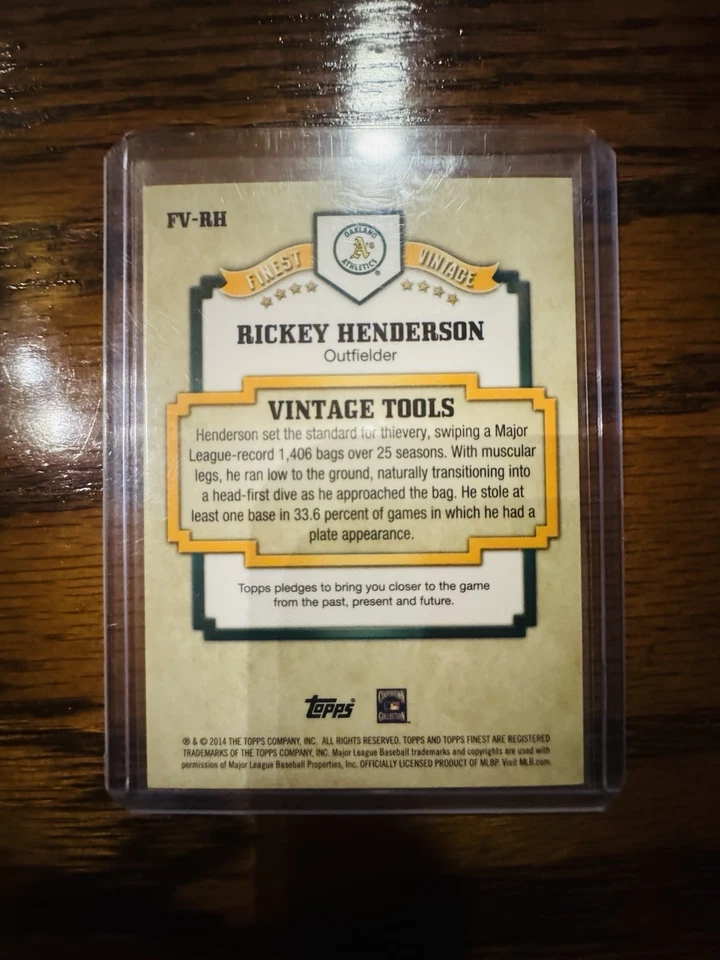 FV-RH
OAKLAND
A's
ATHLETICS
®
FINEST VINTAGE
RICKEY HENDERSON
Outfielder
VINTAGE TOOLS
Henderson set the standard for thievery, swiping a Major
League-record 1,406 bags over 25 seasons. With muscular
legs, he ran low to the ground, naturally transitioning into
a head-first dive as he approached the bag. He stole at
least one base in 33.6 percent of games in which he had a
plate appearance.
Topps pledges to bring you closer to the game
from the past, present and future.
Topps
COOPERSTOWN
COLLECTION
® & © 2014 THE TOPPS COMPANY, INC. ALL RIGHTS RESERVED. TOPPS AND TOPPS FINEST ARE REGISTERED
TRADEMARKS OF THE TOPPS COMPANY, INC. Major League Baseball trademarks and copyrights are used with
permission of Major League Baseball Properties, Inc. OFFICIALLY LICENSED PRODUCT OF MLBP. Visit MLB.com.